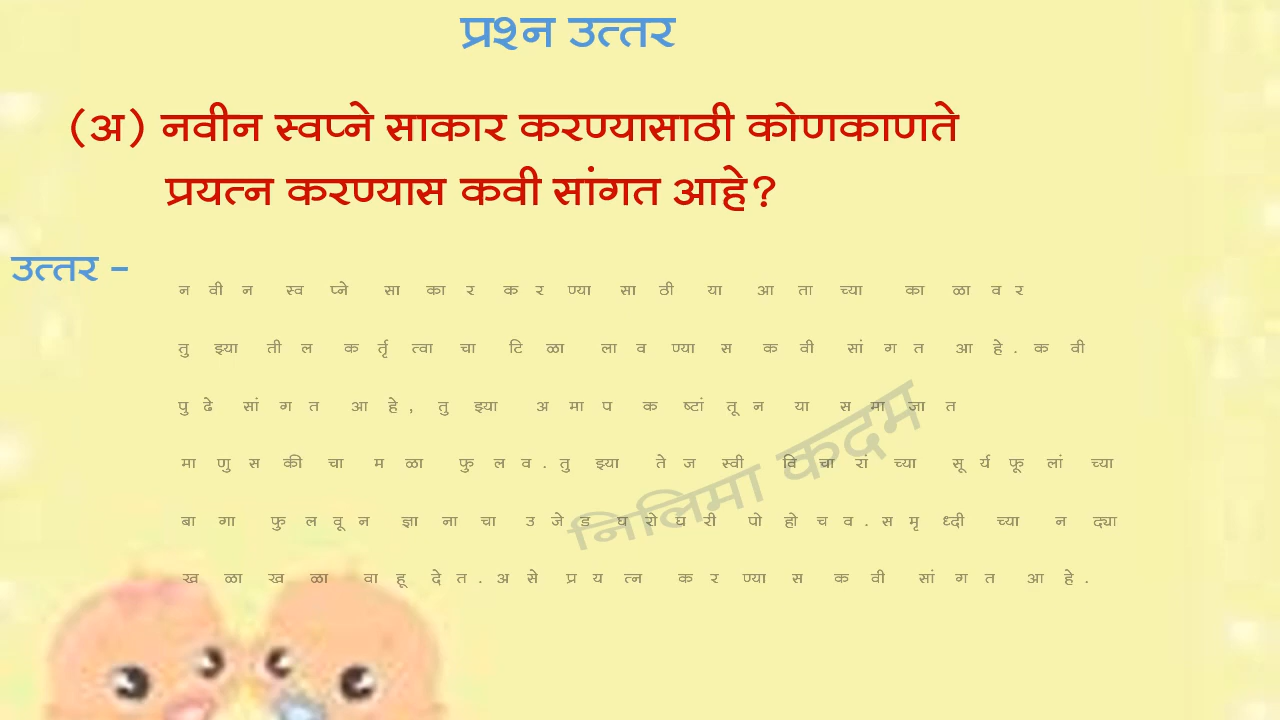 प्रश्न उत्तर
(अ) नवीन स्वप्ने साकार करण्यासाठी कोणकाणते
प्रयत्न करण्यास कवी सांगत आहे?
उत्तर –
नवीन स्वप्ने साकार करण्यासाठी या आताच्या काळावर
तुझ्यातील कर्तृत्वाचा टिळा लावण्यास कवी सांगत आहे. कवी
पुढे सांगत आहे, तुझ्या अमाप कष्टांतून या समाजात
माणुसकीचा मळा फुलव. तुझ्या तेजस्वी विचारांच्या सूर्यफूलांच्या
बागा फुलवून ज्ञानाचा उजेड घरोघरी पोहोचव. समृध्दीच्या नद्या
खळाखळा वाहू देत. असे प्रयत्न करण्यास कवी सांगत आहे.
निलिमा कदम